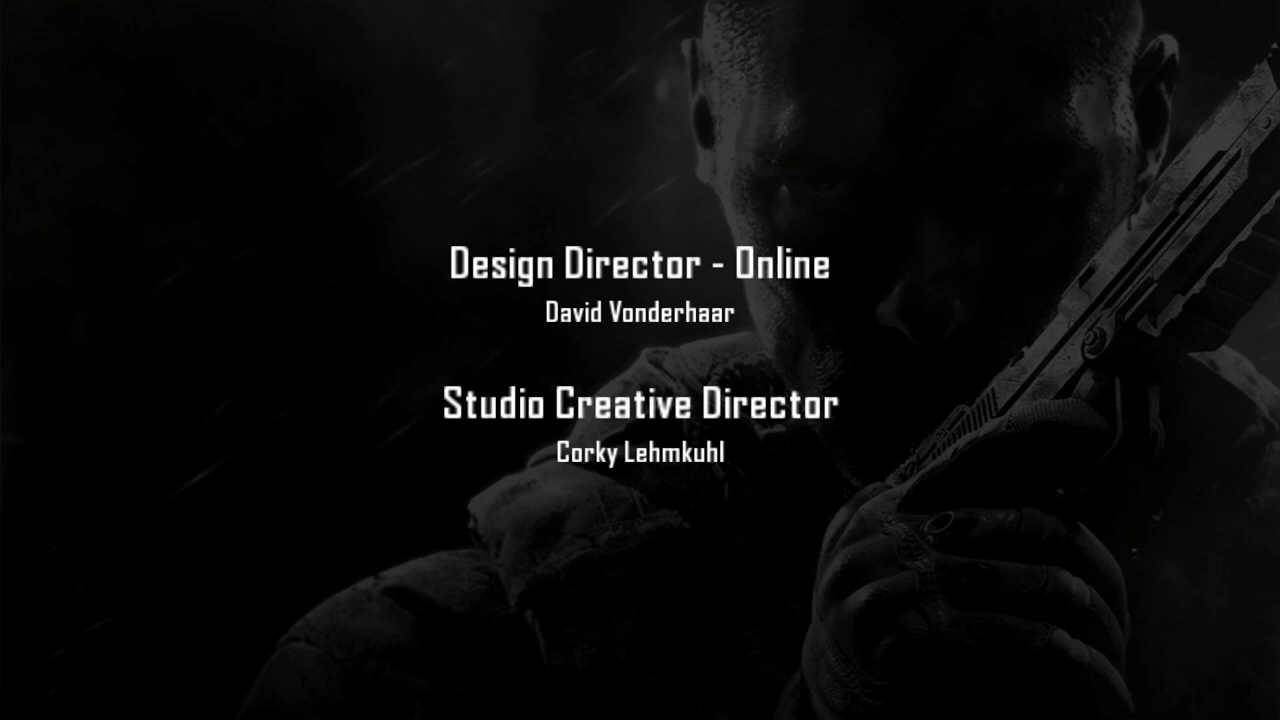 Design Director - Online
David Vonderhaar
Studio Creative Director
Corky Lehmkuhl